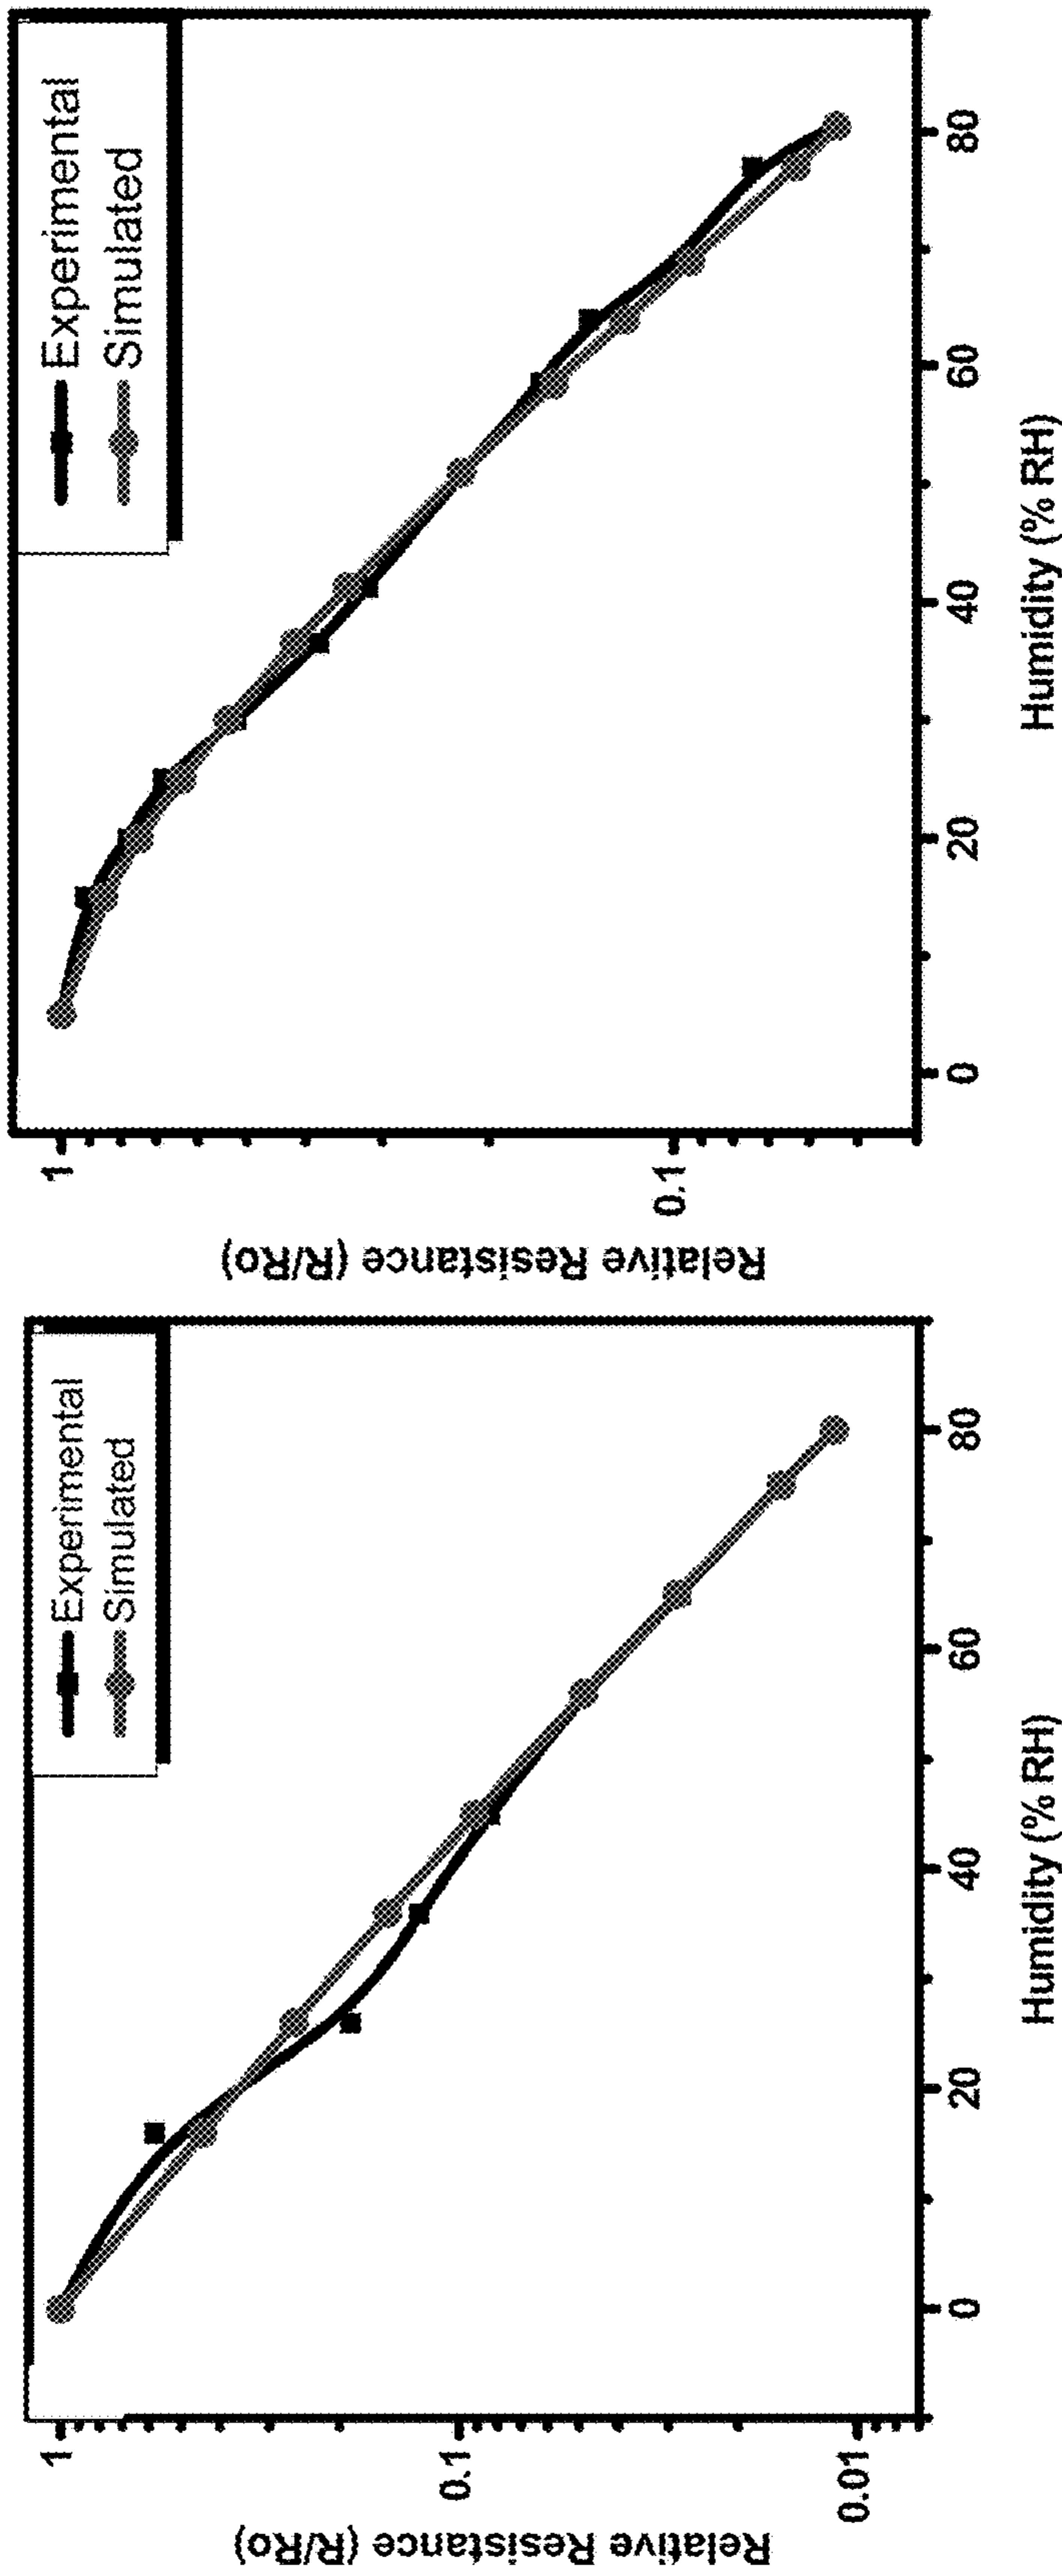 Experimental
Simulated
1
0.1
0.01
Relative Resistance (R/Ro)
0
20
40
60
80
Humidity (% RH)
Experimental
Simulated
1
0.1
Relative Resistance (R/Ro)
0
20
40
60
80
Humidity (% RH)